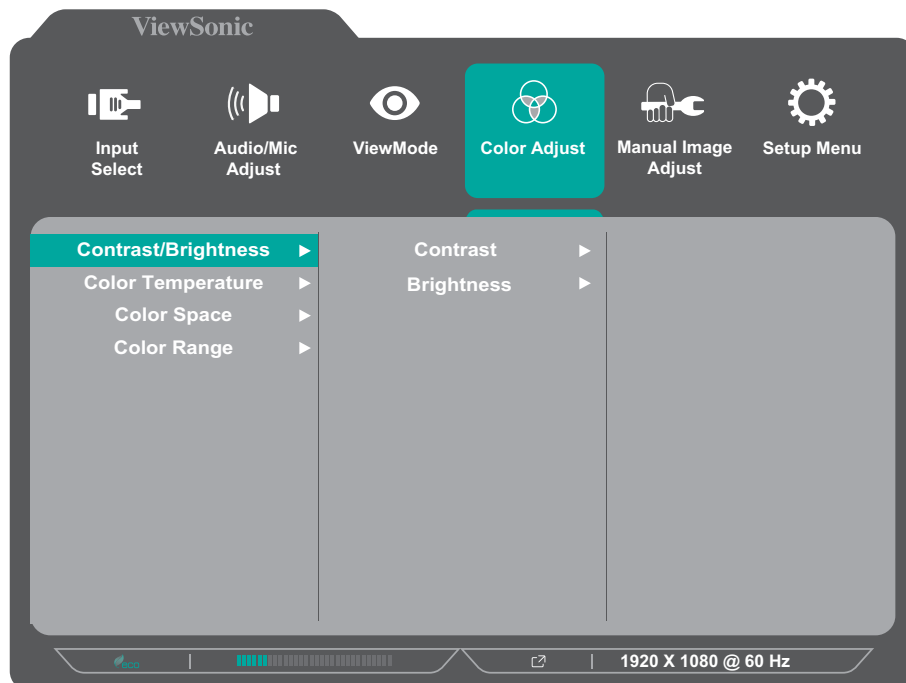 ViewSonic
Input
Select
Audio/Mic
Adjust
ViewMode
Color Adjust
Manual Image
Adjust
Setup Menu
Contrast/Brightness
Color Temperature
Color Space
Color Range
Contrast
Brightness
eco
1920 X 1080 @ 60 Hz